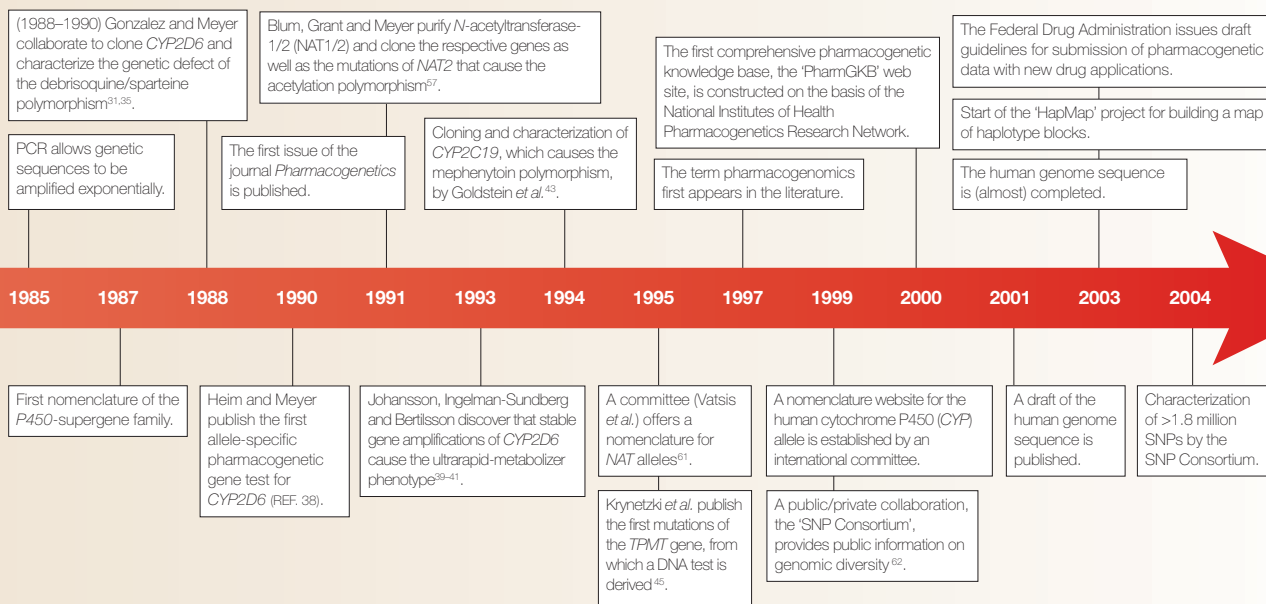 (1988–1990) Gonzalez and Meyer
collaborate to clone CYP2D6 and
characterize the genetic defect of
the debrisoquine/sparteine
polymorphism31,35.
PCR allows genetic
sequences to be
amplified exponentially.
Blum, Grant and Meyer purify N-acetyltransferase-
1/2 (NAT1/2) and clone the respective genes as
well as the mutations of NAT2 that cause the
acetylation polymorphism57.
The first issue of the
journal Pharmacogenetics
is published.
Cloning and characterization of
CYP2C19, which causes the
mephenytoin polymorphism,
by Goldstein et al.43.
The first comprehensive pharmacogenetic
knowledge base, the ‘PharmGKB’ web
site, is constructed on the basis of the
National Institutes of Health
Pharmacogenetics Research Network.
The term pharmacogenomics
first appears in the literature.
The Federal Drug Administration issues draft
guidelines for submission of pharmacogenetic
data with new drug applications.
Start of the ‘HapMap’ project for building a map
of haplotype blocks.
The human genome sequence
is (almost) completed.
1985 1987 1988 1990 1991 1993 1994 1995 1997 1999 2000 2001 2003 2004
First nomenclature of the
P450-supergene family.
Heim and Meyer
publish the first
allele-specific
pharmacogenetic
gene test for
CYP2D6 (REF. 38).
Johansson, Ingelman-Sundberg
and Bertilsson discover that stable
gene amplifications of CYP2D6
cause the ultrarapid-metabolizer
phenotype39–41.
A committee (Vatsis
et al.) offers a
nomenclature for
NAT alleles61.
Krynetzki et al. publish
the first mutations of
the TPMT gene, from
which a DNA test is
derived45.
A nomenclature website for the
human cytochrome P450 (CYP)
allele is established by an
international committee.
A public/private collaboration,
the ‘SNP Consortium’,
provides public information on
genomic diversity62.
A draft of the
human genome
sequence is
published.
Characterization
of >1.8 million
SNPs by the
SNP Consortium.